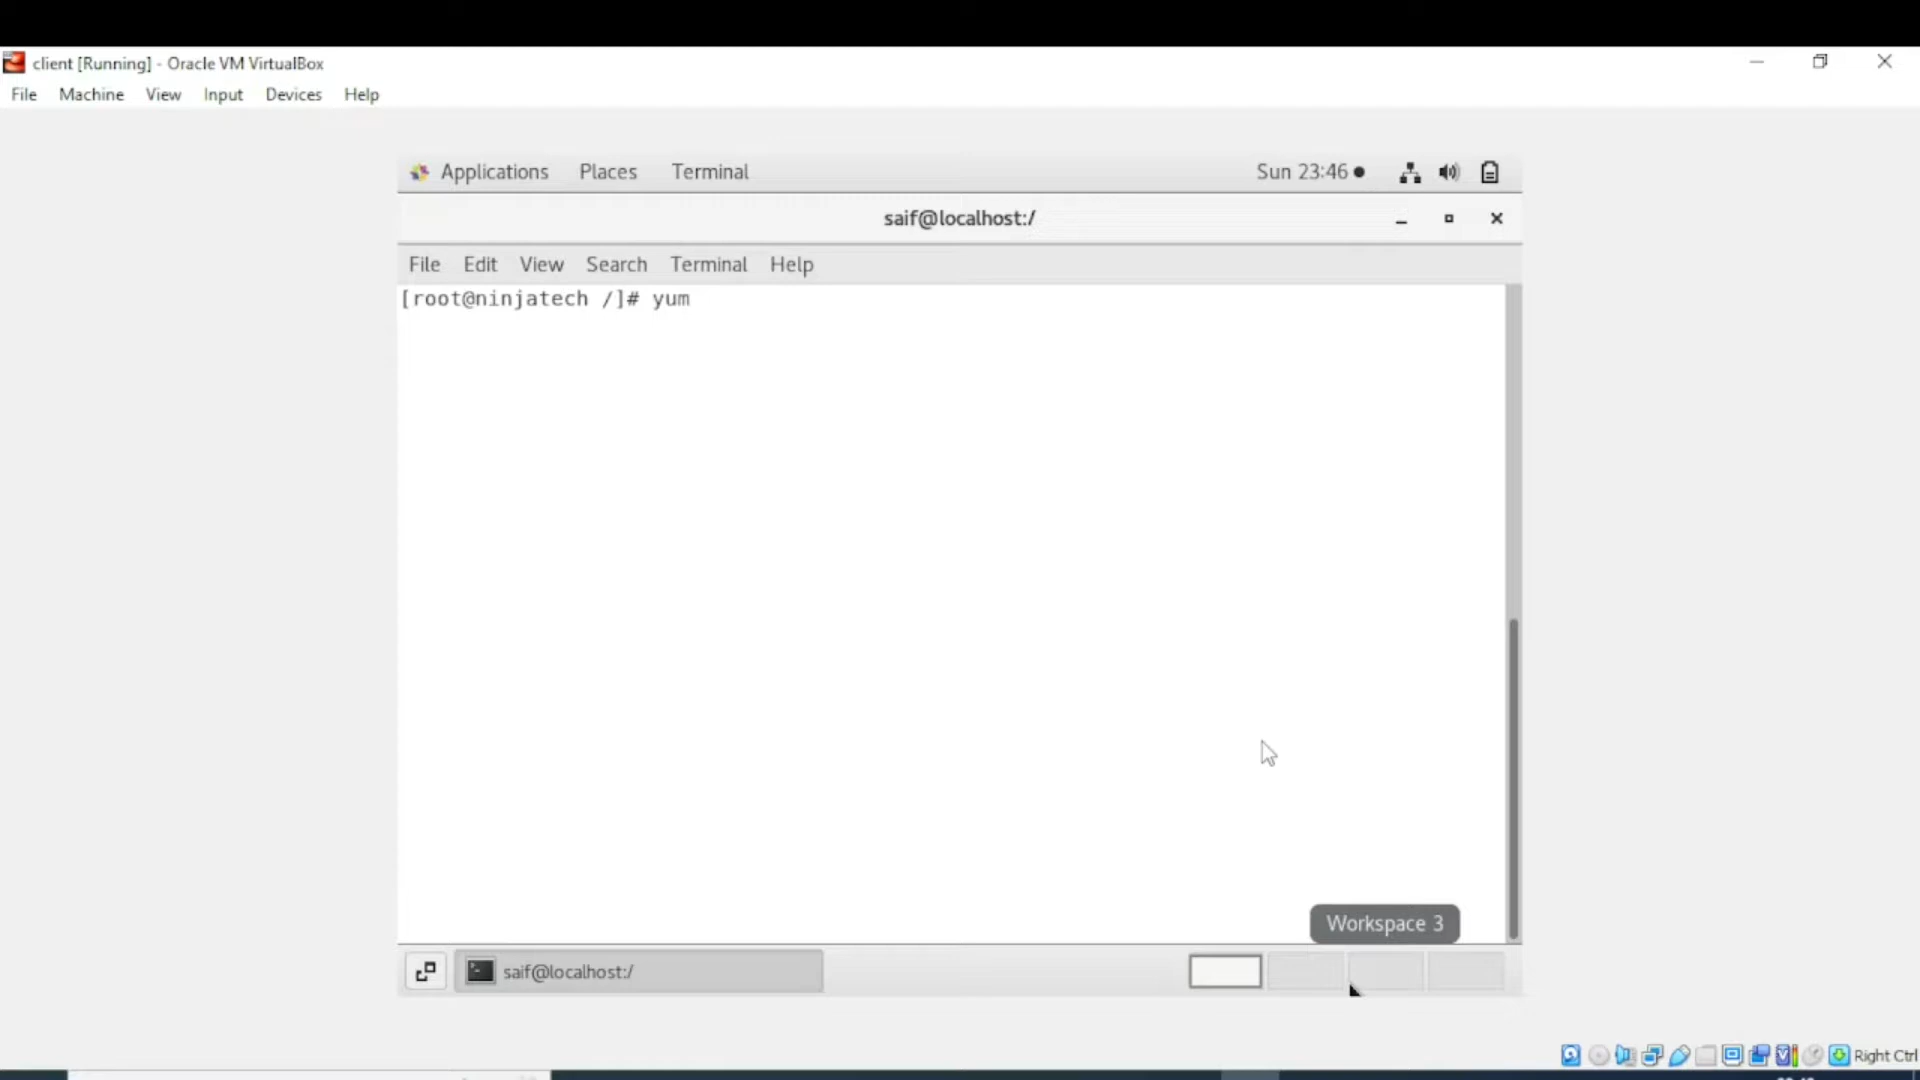 client [Running] - Oracle VM VirtualBox
File Machine View Input Devices Help
Applications Places Terminal Sun 23:46
saif@localhost:/
File Edit View Search Terminal Help
[root@ninjatech /]# yum
Workspace 3
saif@localhost:/
Right Ctrl